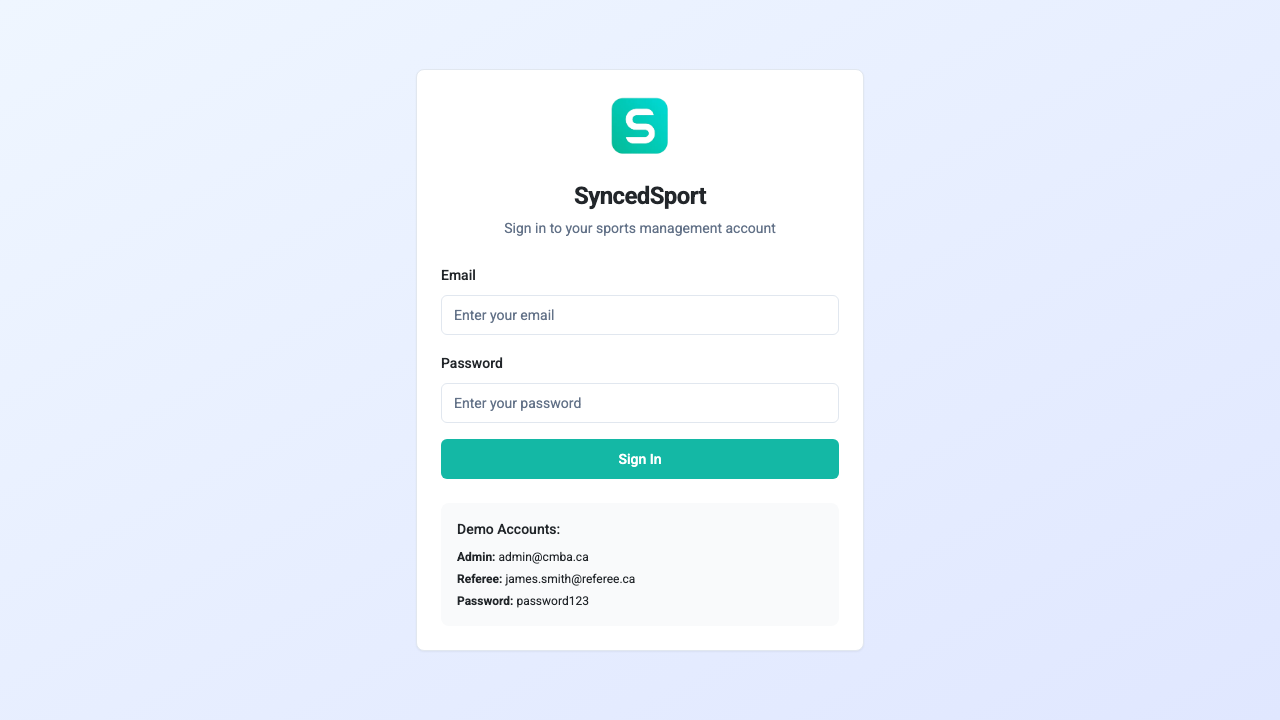 S
SyncedSport
Sign in to your sports management account
Email
Enter your email
Password
Enter your password
Sign In
Demo Accounts:
Admin: admin@cmba.ca
Referee: james.smith@referee.ca
Password: password123